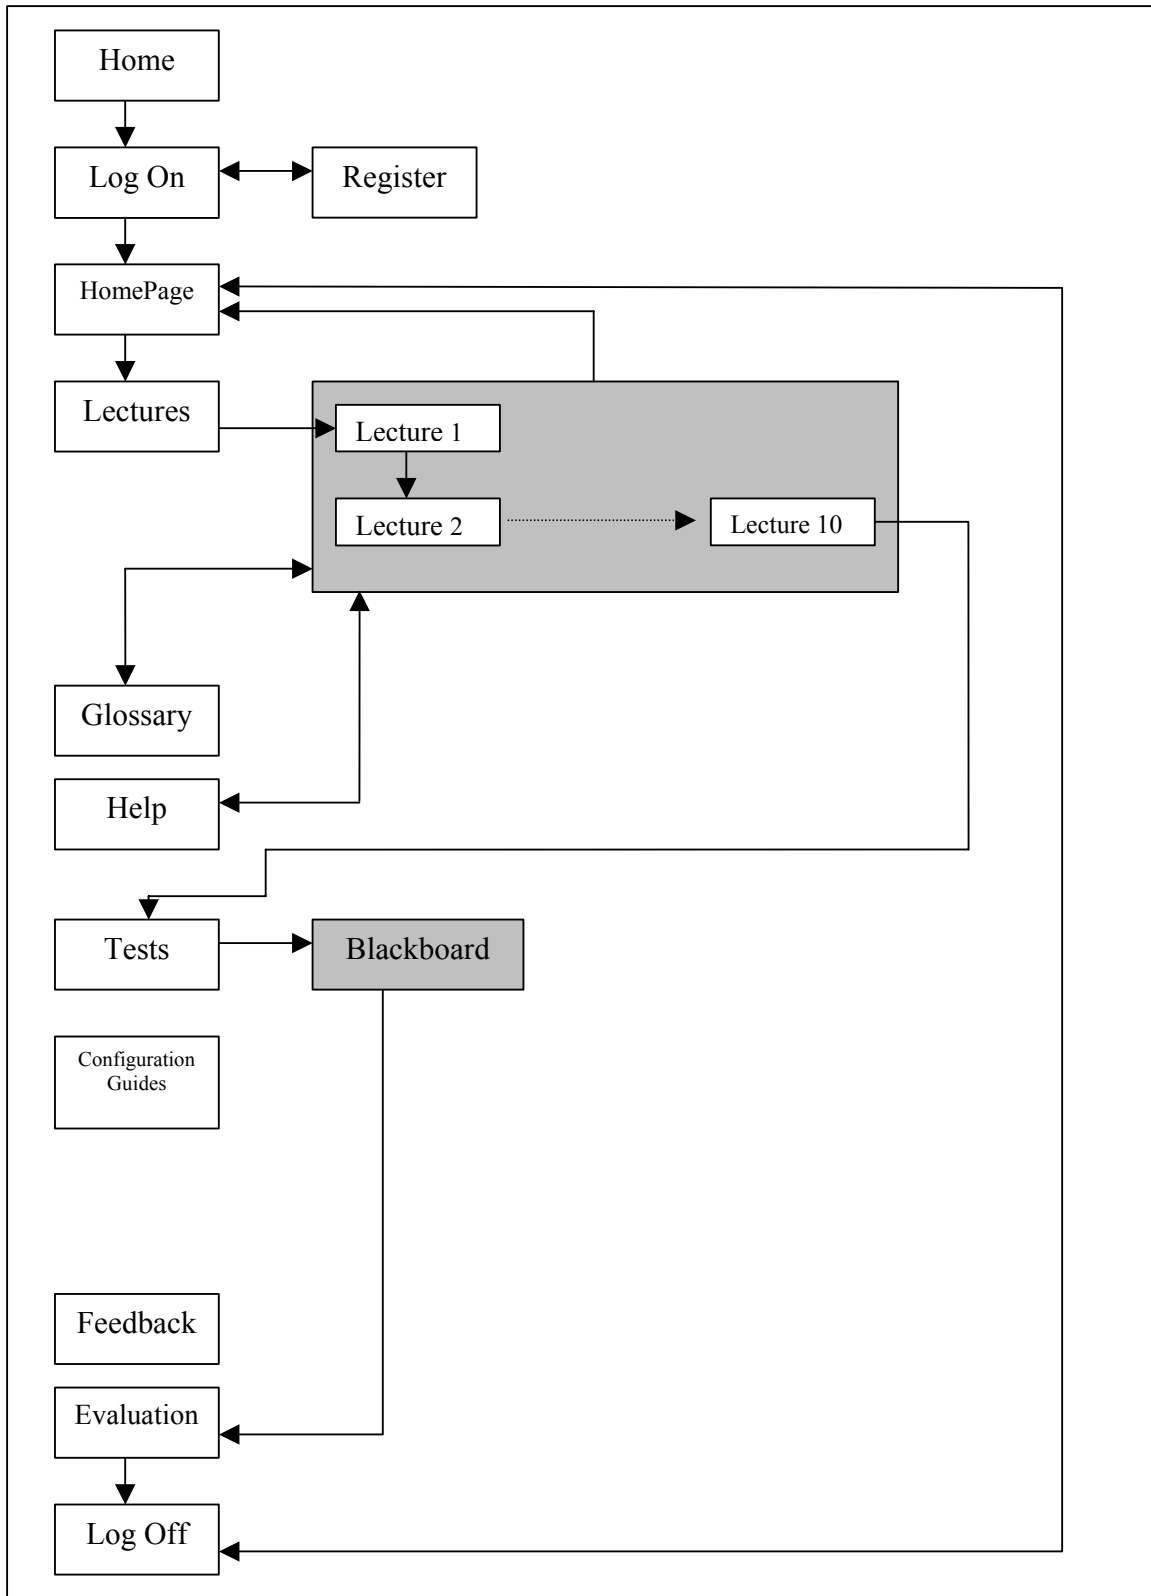 Home
Log On
Register
HomePage
Lectures
Lecture 1
Lecture 2
Lecture 10
Glossary
Help
Tests
Blackboard
Configuration
Guides
Feedback
Evaluation
Log Off